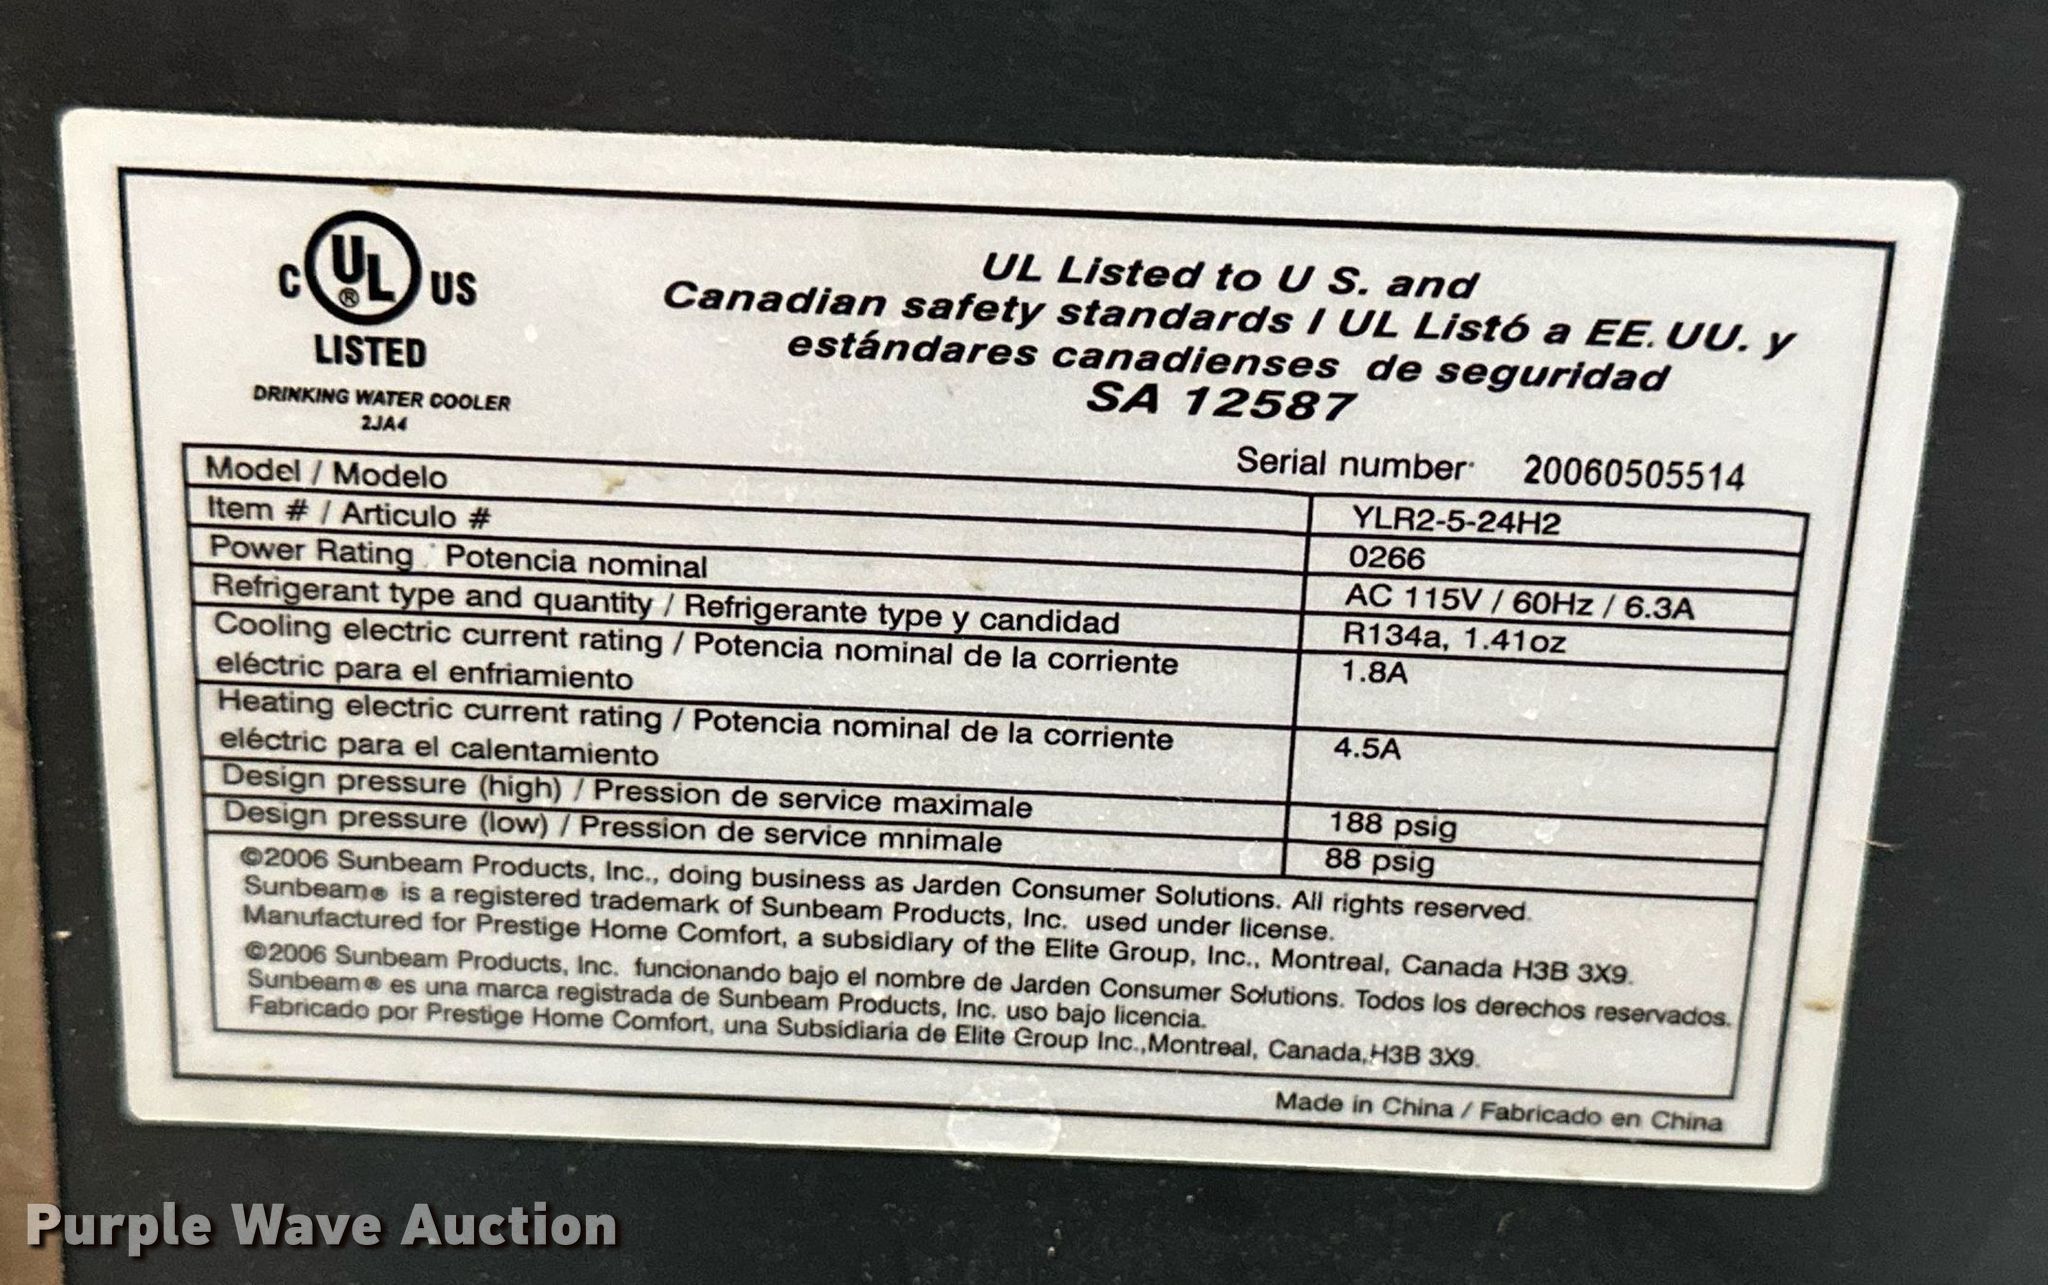 C UL ® US
LISTED
DRINKING WATER COOLER
2JA4
UL Listed to U S. and
Canadian safety standards / UL Listó a EE. UU. y
estándares canadienses de seguridad
SA 12587
Serial number 20060505514
Model / Modelo YLR2-5-24H2
Item # / Articulo # 0266
Power Rating Potencia nominal AC 115V / 60Hz / 6.3A
Refrigerant type and quantity / Refrigerante type y candidad R134a, 1.41oz
Cooling electric current rating / Potencia nominal de la corriente 1.8A
eléctric para el enfriamiento
Heating electric current rating / Potencia nominal de la corriente 4.5A
eléctric para el calentamiento
Design pressure (high) / Pression de service maximale 188 psig
Design pressure (low) / Pression de service mnimale 88 psig
©2006 Sunbeam Products, Inc., doing business as Jarden Consumer Solutions. All rights reserved.
Sunbeam® is a registered trademark of Sunbeam Products, Inc. used under license.
Manufactured for Prestige Home Comfort, a subsidiary of the Elite Group, Inc., Montreal, Canada H3B 3X9.
©2006 Sunbeam Products, Inc. funcionando bajo el nombre de Jarden Consumer Solutions. Todos los derechos reservados.
Sunbeam® es una marca registrada de Sunbeam Products, Inc. uso bajo licencia.
Fabricado por Prestige Home Comfort, una Subsidiaria de Elite Group Inc.,Montreal, Canada,H3B 3X9.
Made in China / Fabricado en China
Purple Wave Auction